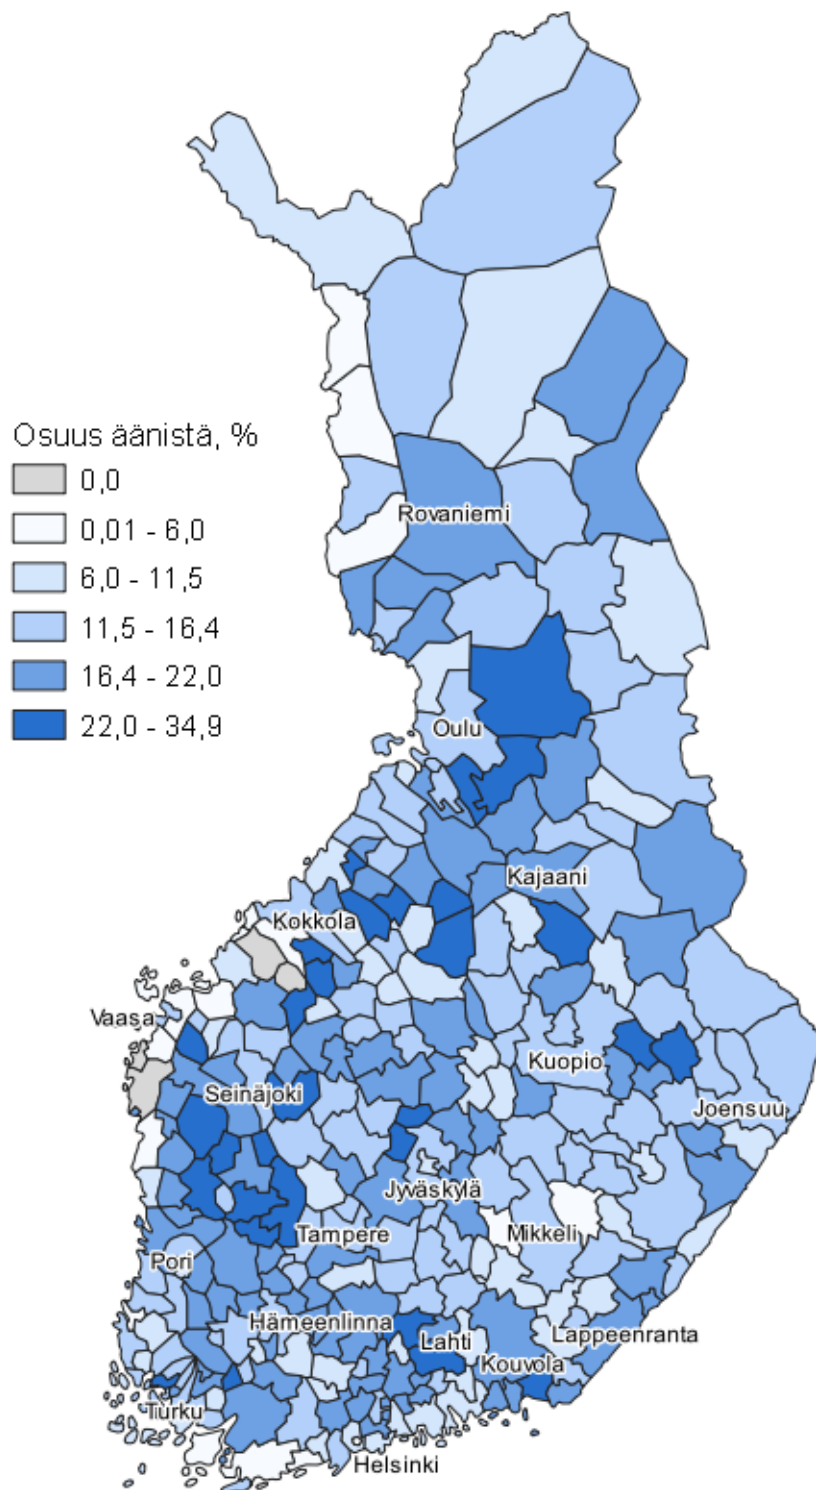 Osuus äänistä, %
0,0
0,01 - 6,0
6,0 - 11,5
11,5 - 16,4
16,4 - 22,0
22,0 - 34,9
Rovaniemi
Oulu
Kajaani
Kokkola
Vaasa
Kuopio
Seinäjoki
Joensuu
Jyväskylä
Tampere
Mikkeli
Pori
Hämeenlinna
Lahti
Lappeenranta
Kouvola
Turku
Helsinki